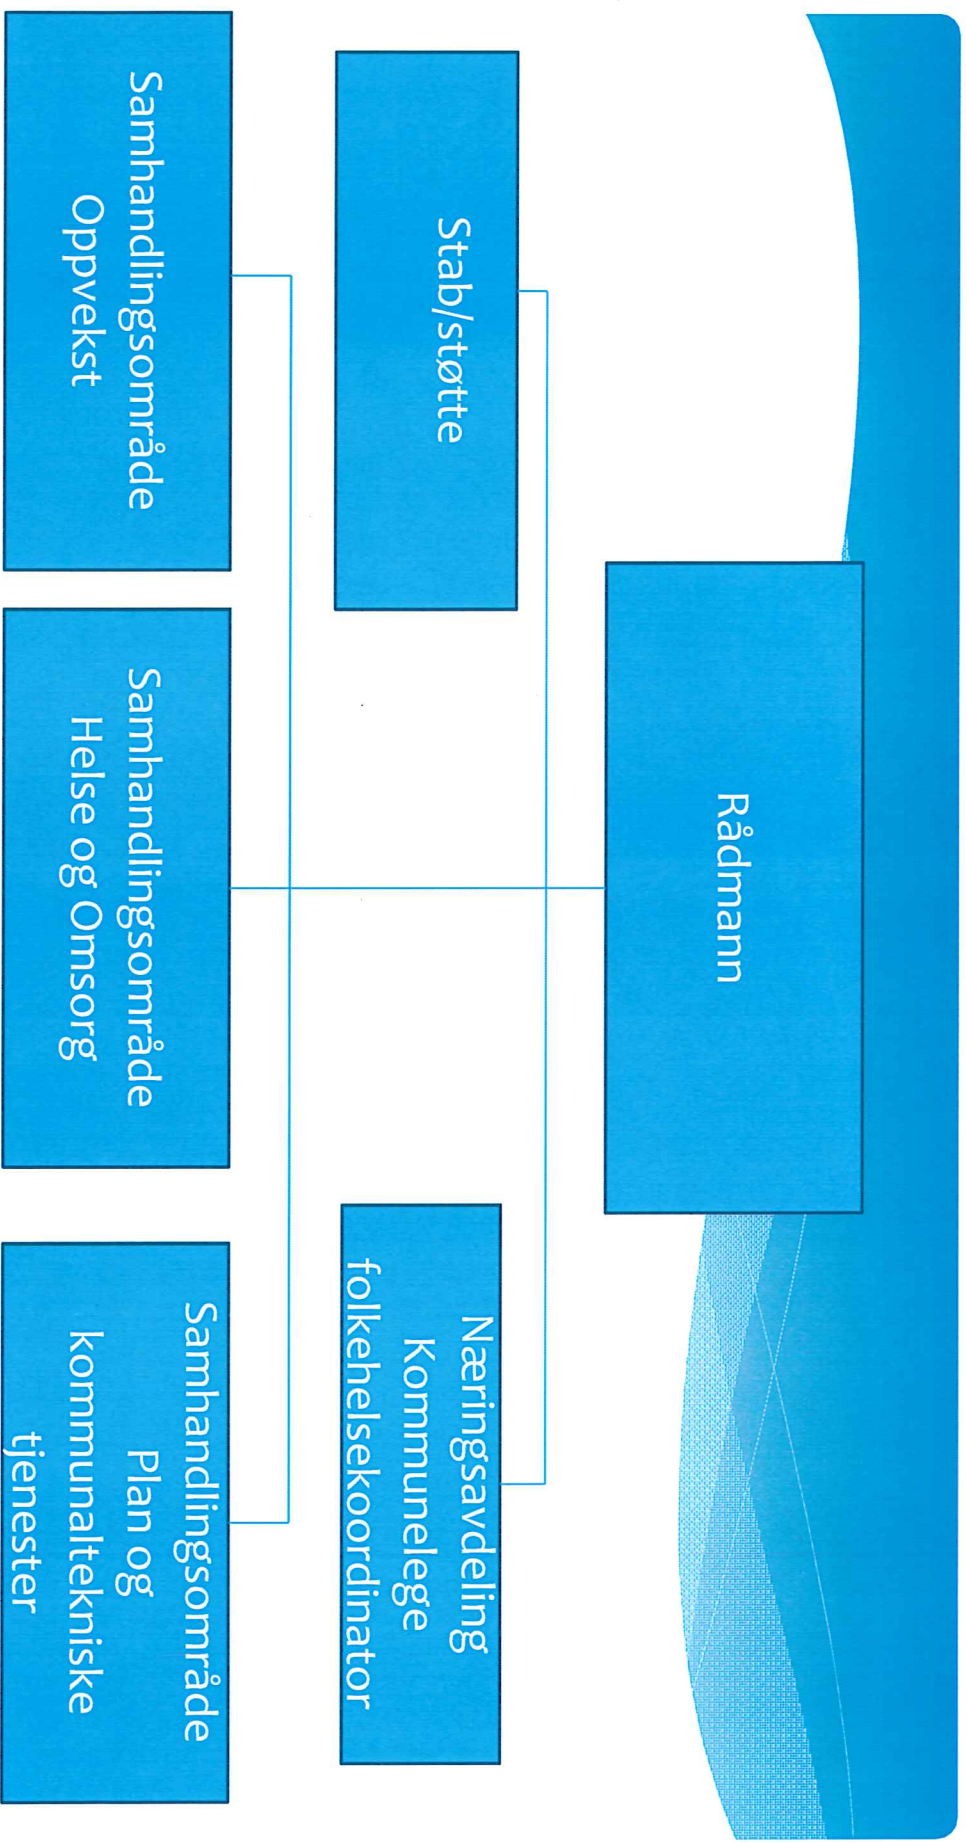 Rådmann
Stab/støtte
Næringsavdeling
Kommunelege
folkehelsekoordinator
Samhandlingsområde
Oppvekst
Samhandlingsområde
Helse og Omsorg
Samhandlingsområde
Plan og
kommunaltekniske
tjenester